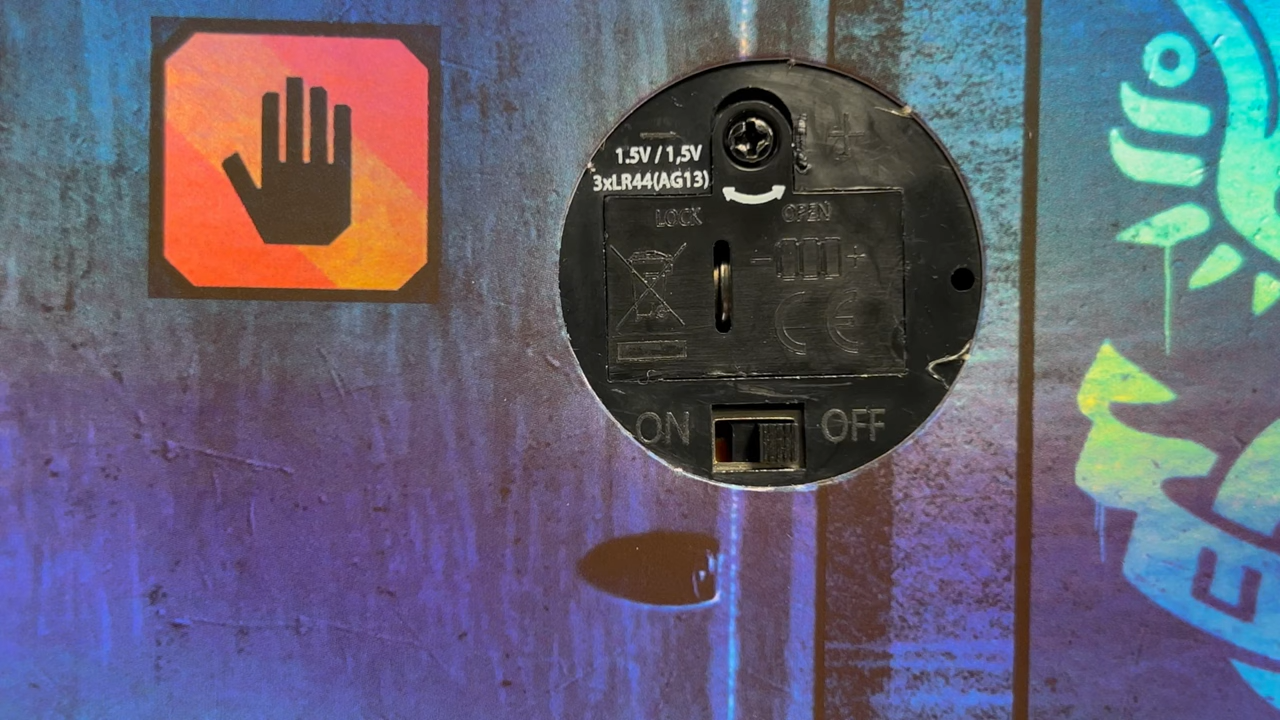 1.5V / 1,5V
3xLR44(AG13)
LOCK OPEN
- +
CE
ON OFF